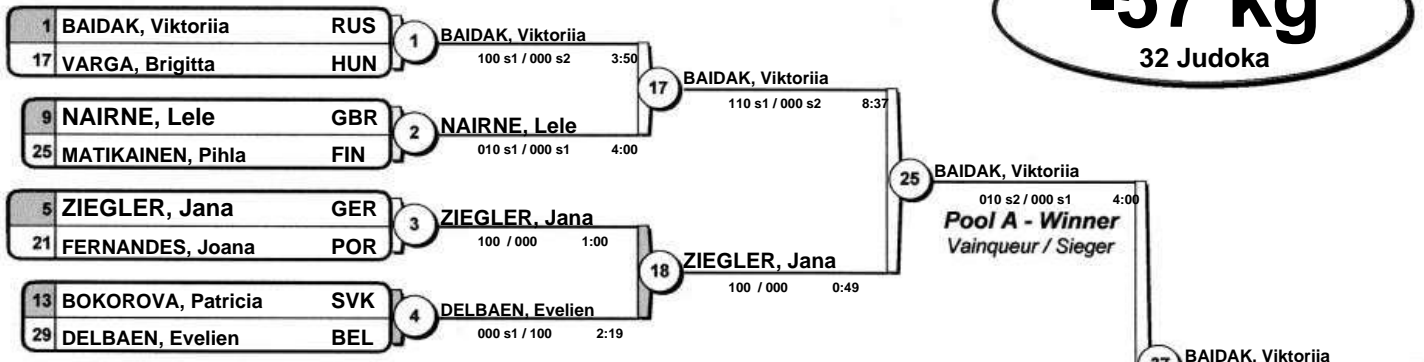 -57 kg
32 Judoka
1 BAIDAK, Viktoriia RUS
17 VARGA, Brigitta HUN
1
BAIDAK, Viktoriia
100 s1 / 000 s2 3:50
9 NAIRNE, Lele GBR
25 MATIKAINEN, Pihla FIN
2
NAIRNE, Lele
010 s1 / 000 s1 4:00
17
BAIDAK, Viktoriia
110 s1 / 000 s2 8:37
5 ZIEGLER, Jana GER
21 FERNANDES, Joana POR
3
ZIEGLER, Jana
100 / 000 1:00
13 BOKOROVA, Patricia SVK
29 DELBAEN, Evelien BEL
4
DELBAEN, Evelien
000 s1 / 100 2:19
18
ZIEGLER, Jana
100 / 000 0:49
25
BAIDAK, Viktoriia
010 s2 / 000 s1 4:00
Pool A - Winner
Vainqueur / Sieger
BAIDAK, Viktoriia